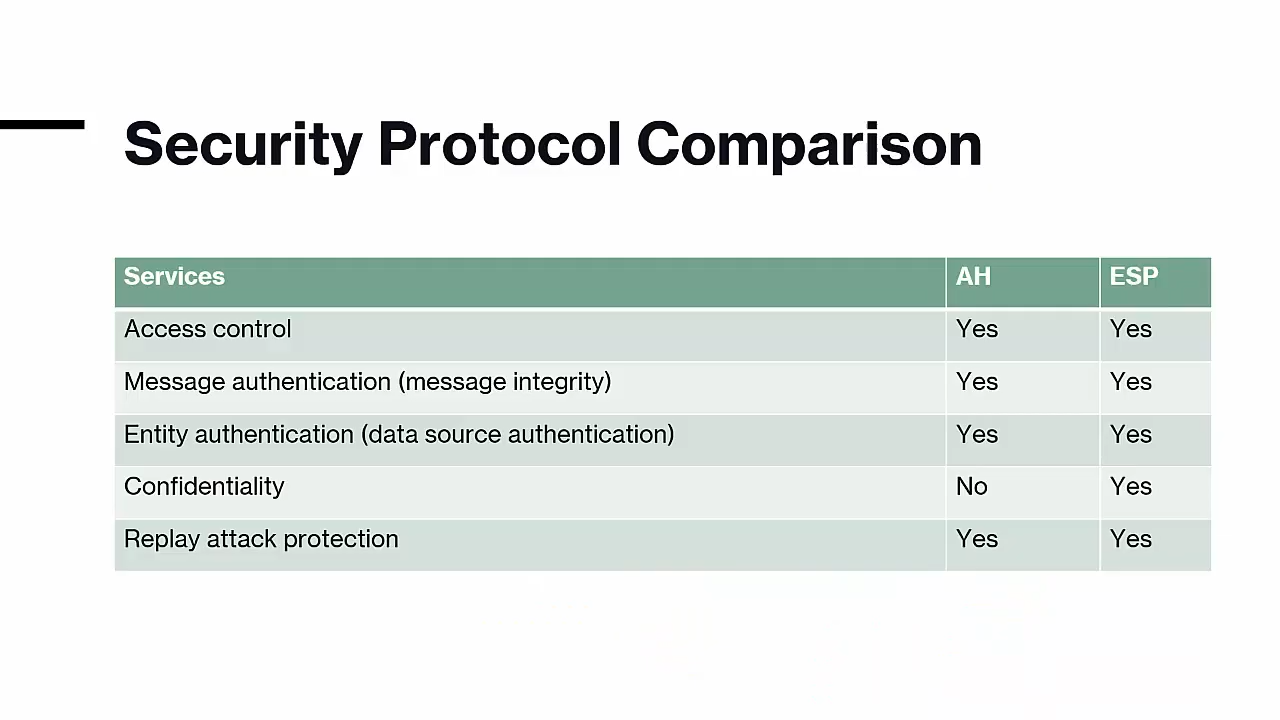 Security Protocol Comparison
Services AH ESP
Access control Yes Yes
Message authentication (message integrity) Yes Yes
Entity authentication (data source authentication) Yes Yes
Confidentiality No Yes
Replay attack protection Yes Yes